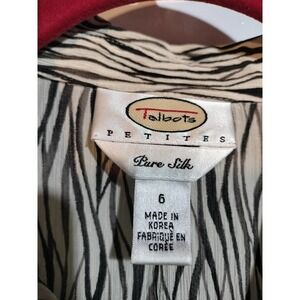 Talbots
PETITES
Pure Silk
6
MADE IN
KOREA
FABRIQUÉ EN
CORÉE